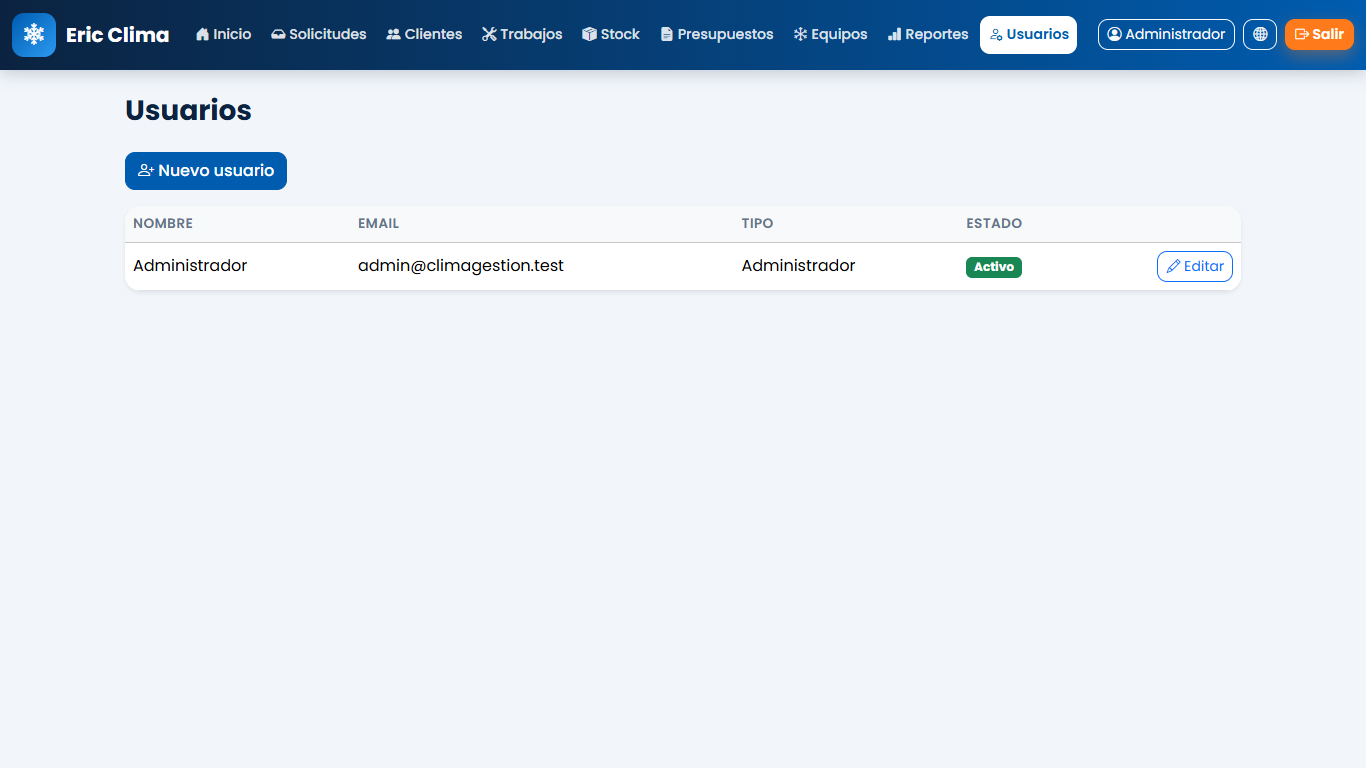 Eric Clima Inicio Solicitudes Clientes Trabajos Stock Presupuestos Equipos Reportes Usuarios Administrador Salir
Usuarios
Nuevo usuario
NOMBRE EMAIL TIPO ESTADO
Administrador admin@climagestion.test Administrador Activo Editar